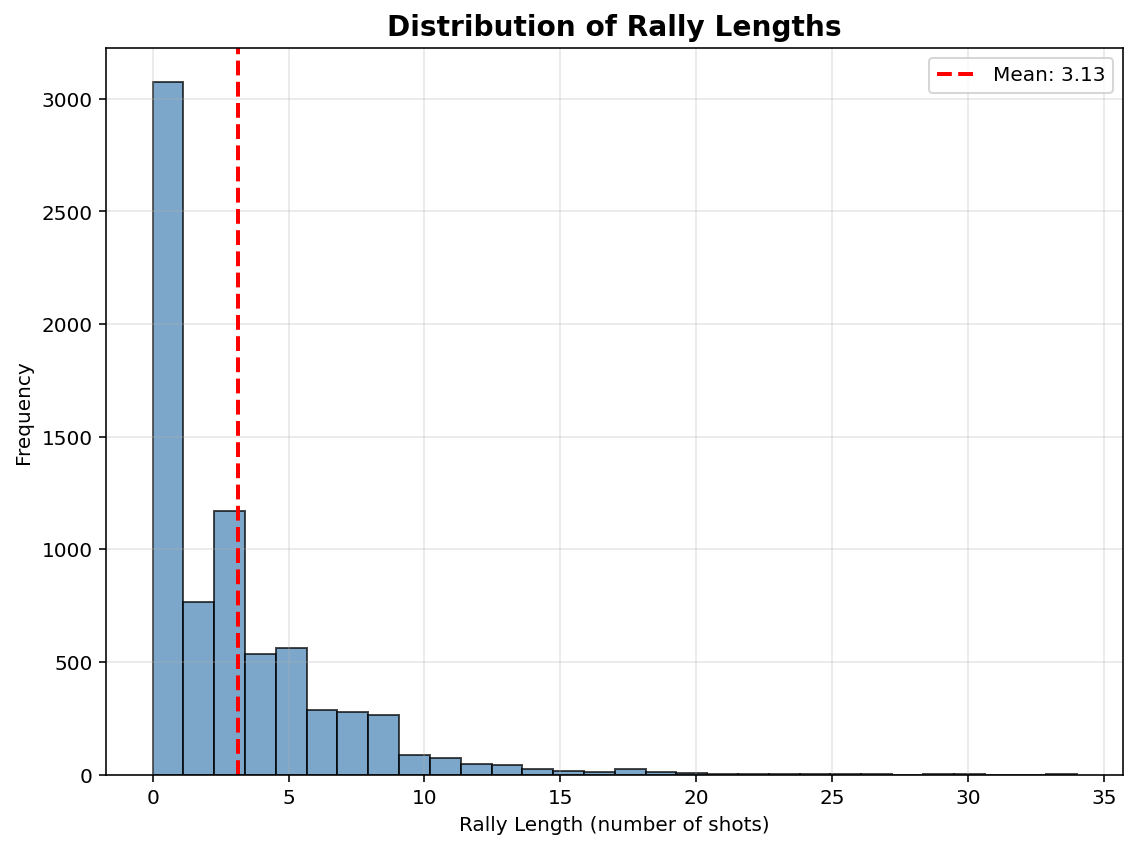 Distribution of Rally Lengths
Mean: 3.13
Frequency
3000
2500
2000
1500
1000
500
0
0 5 10 15 20 25 30 35
Rally Length (number of shots)